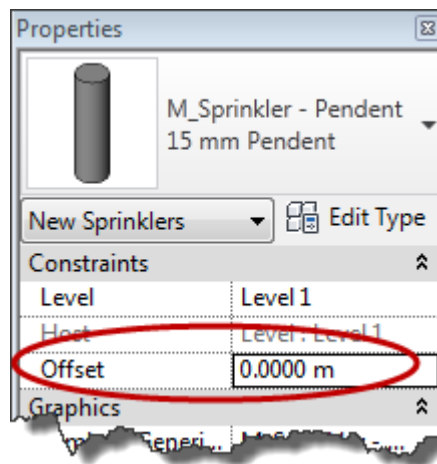 Properties
M_Sprinkler - Pendent
15 mm Pendent
New Sprinklers Edit Type
Constraints
Level Level 1
Host Level : Level 1
Offset 0.0000 m
Graphics